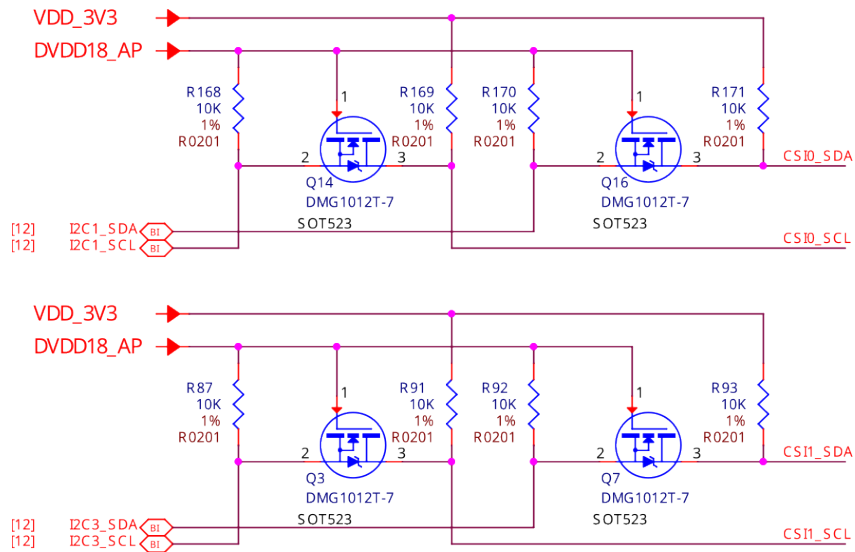 VDD_3V3
DVDD18_AP
R168
10K
1%
R0201
1
2
3
Q14
DMG1012T-7
SOT523
R169
10K
1%
R0201
R170
10K
1%
R0201
1
2
3
Q16
DMG1012T-7
SOT523
R171
10K
1%
R0201
CSI0_SDA
[12] I2C1_SDA BI
[12] I2C1_SCL BI
CSI0_SCL
VDD_3V3
DVDD18_AP
R87
10K
1%
R0201
1
2
3
Q3
DMG1012T-7
SOT523
R91
10K
1%
R0201
R92
10K
1%
R0201
1
2
3
Q7
DMG1012T-7
SOT523
R93
10K
1%
R0201
CSI1_SDA
[12] I2C3_SDA BI
[12] I2C3_SCL BI
CSI1_SCL